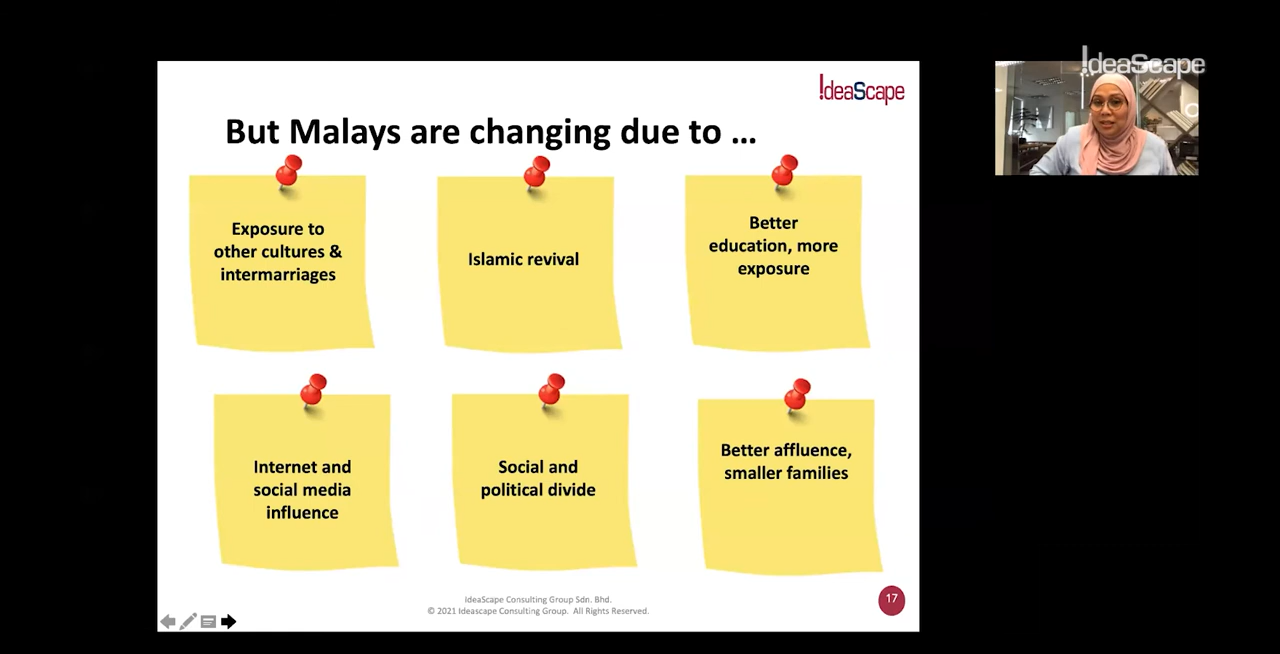 !deaScape
!deaScape
But Malays are changing due to ...
Exposure to
other cultures &
intermarriages
Islamic revival
Better
education, more
exposure
Internet and
social media
influence
Social and
political divide
Better affluence,
smaller families
IdeaScape Consulting Group Sdn. Bhd.
© 2021 Ideascape Consulting Group. All Rights Reserved.
17